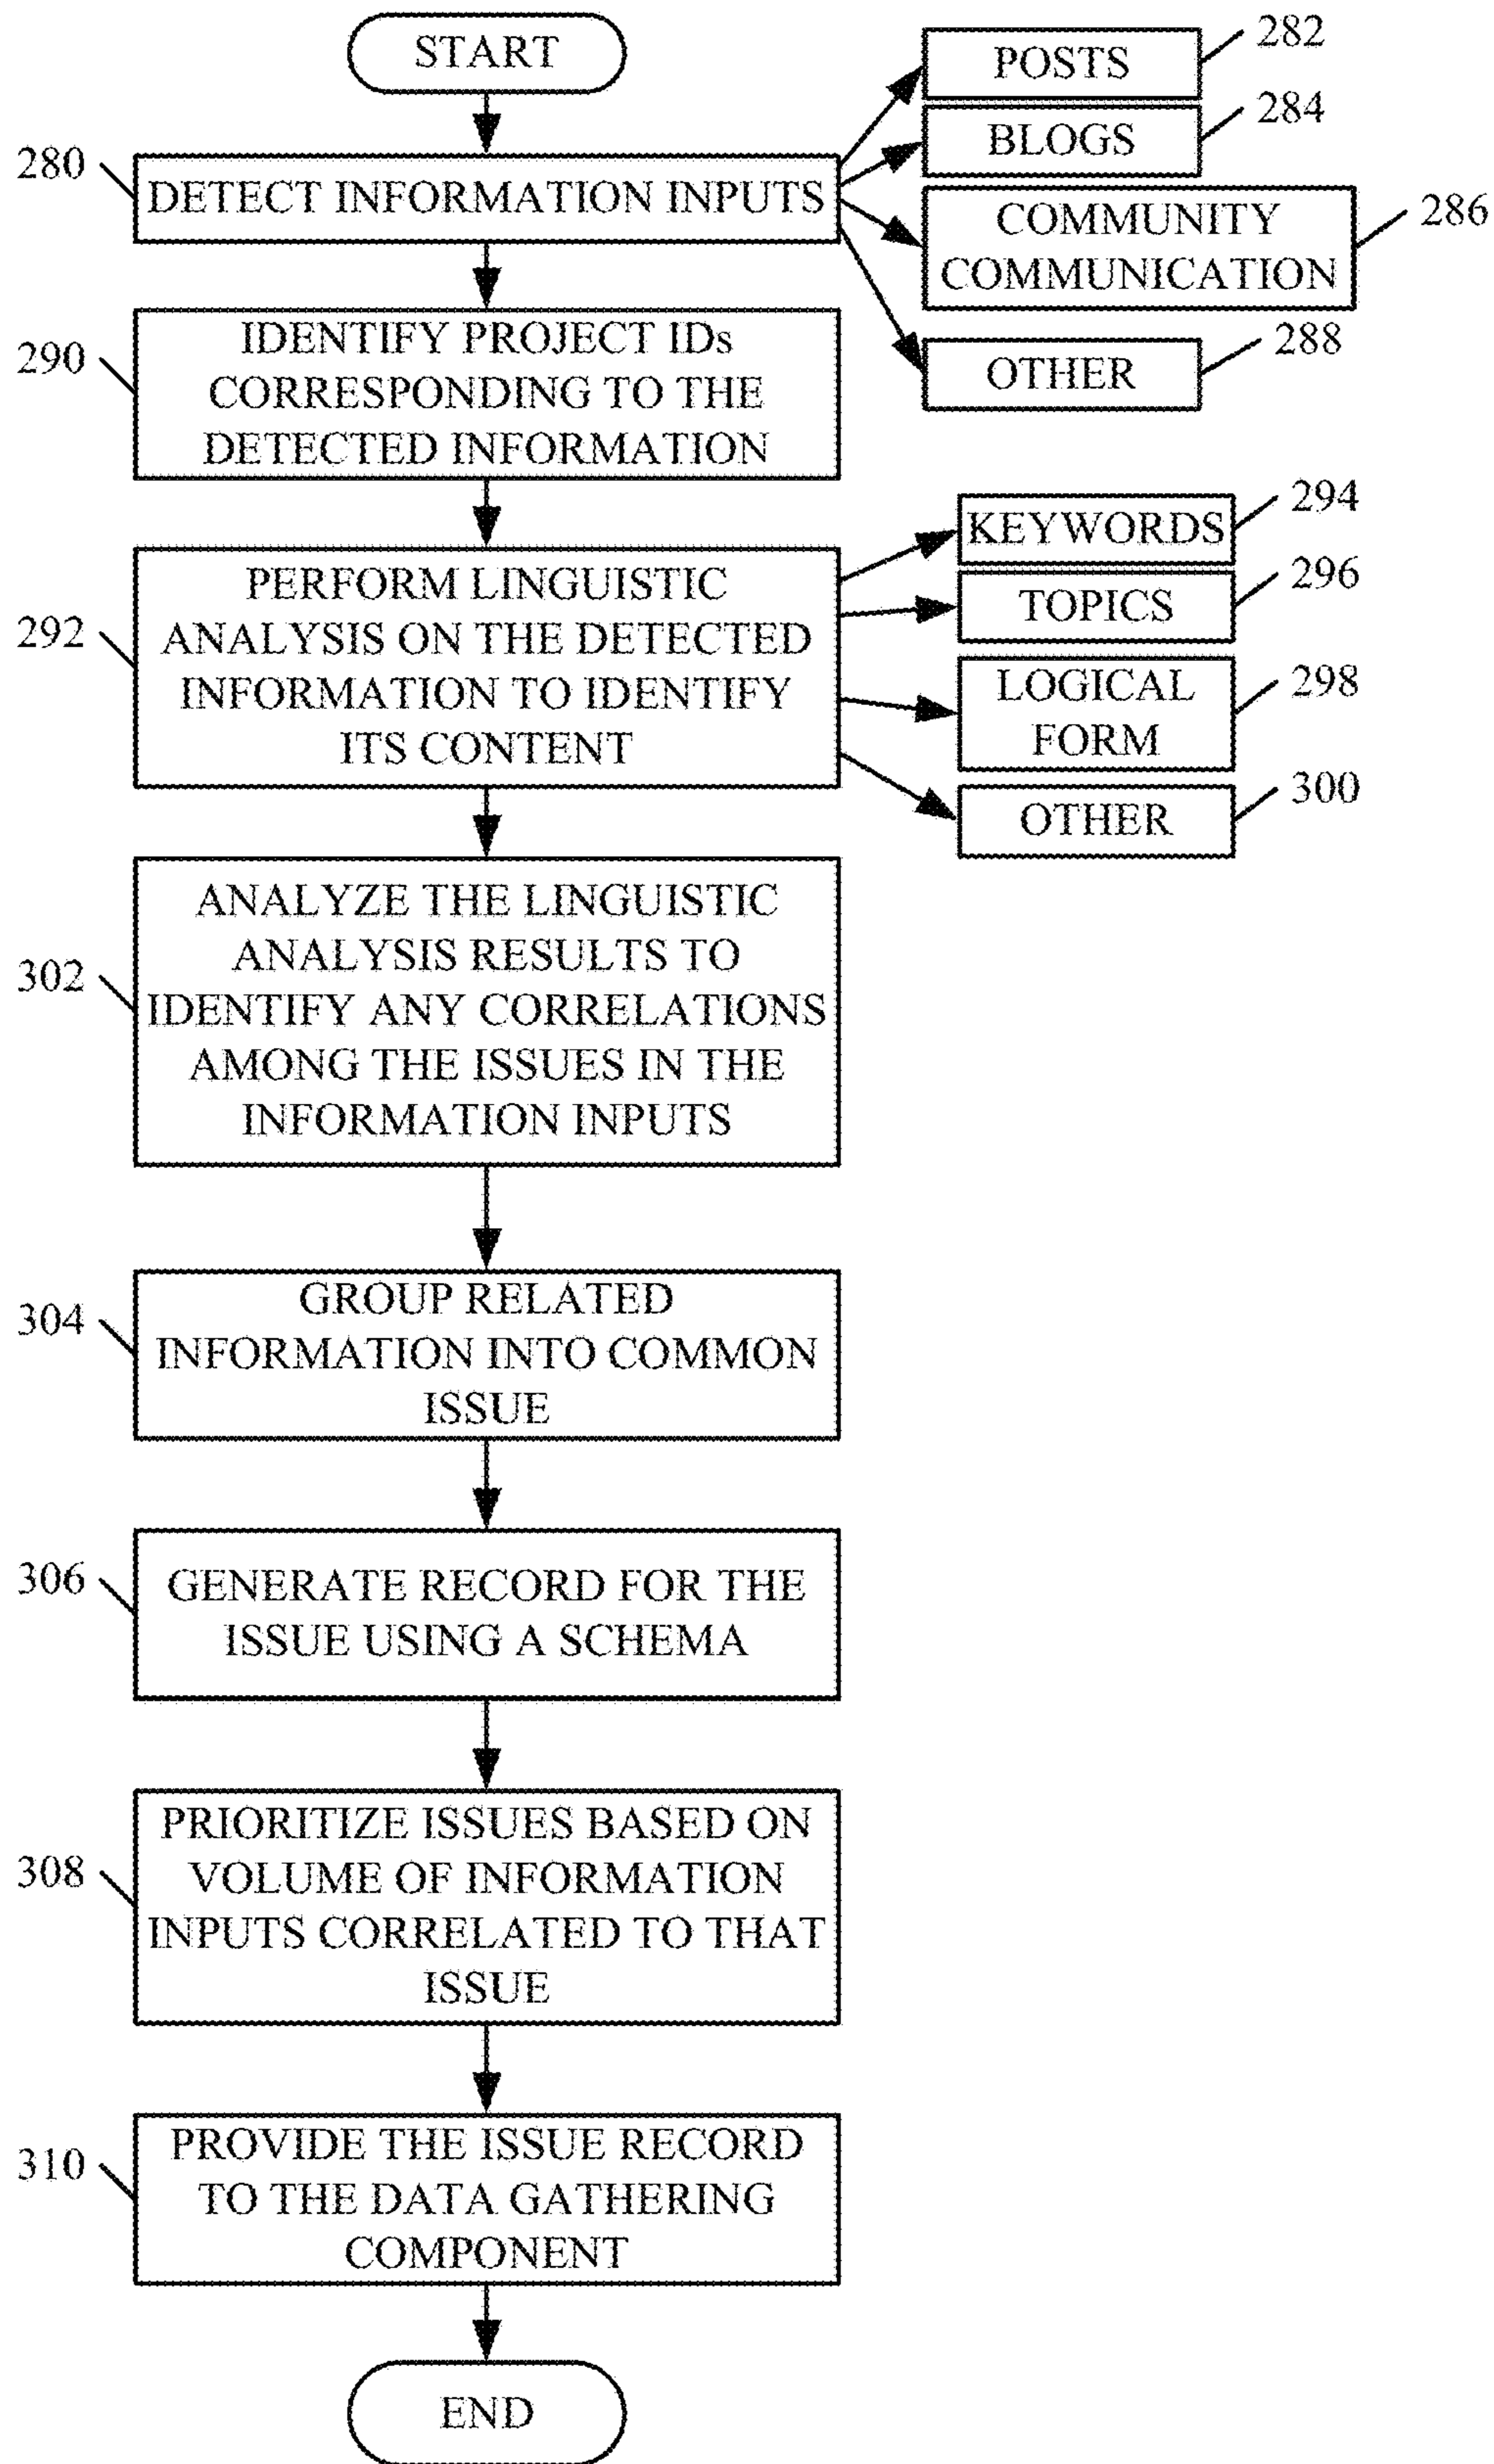 START
280
DETECT INFORMATION INPUTS
POSTS
282
BLOGS
284
COMMUNITY
COMMUNICATION
286
OTHER
288
290
IDENTIFY PROJECT IDs
CORRESPONDING TO THE
DETECTED INFORMATION
292
PERFORM LINGUISTIC
ANALYSIS ON THE DETECTED
INFORMATION TO IDENTIFY
ITS CONTENT
KEYWORDS
294
TOPICS
296
LOGICAL
FORM
298
OTHER
300
302
ANALYZE THE LINGUISTIC
ANALYSIS RESULTS TO
IDENTIFY ANY CORRELATIONS
AMONG THE ISSUES IN THE
INFORMATION INPUTS
304
GROUP RELATED
INFORMATION INTO COMMON
ISSUE
306
GENERATE RECORD FOR THE
ISSUE USING A SCHEMA
308
PRIORITIZE ISSUES BASED ON
VOLUME OF INFORMATION
INPUTS CORRELATED TO THAT
ISSUE
310
PROVIDE THE ISSUE RECORD
TO THE DATA GATHERING
COMPONENT
END